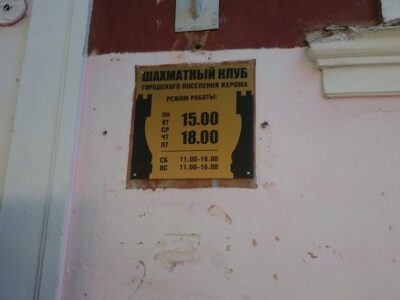 ШАХМАТНЫЙ КЛУБ
ГОРОДСКОГО ПОСЕЛЕНИЯ ЯХРОМА
РЕЖИМ РАБОТЫ:
ПН
ВТ 15.00
СР
ЧТ 18.00
ПТ
СБ 11.00-16.00
ВС 11.00-16.00